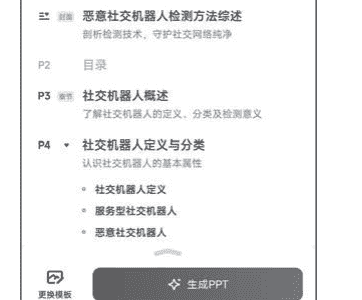 封面 恶意社交机器人检测方法综述
剖析检测技术，守护社交网络纯净
P2 目录
P3 章节 社交机器人概述
了解社交机器人的定义、分类及检测意义
P4 社交机器人定义与分类
认识社交机器人的基本属性
社交机器人定义
服务型社交机器人
恶意社交机器人
更换模板
生成PPT